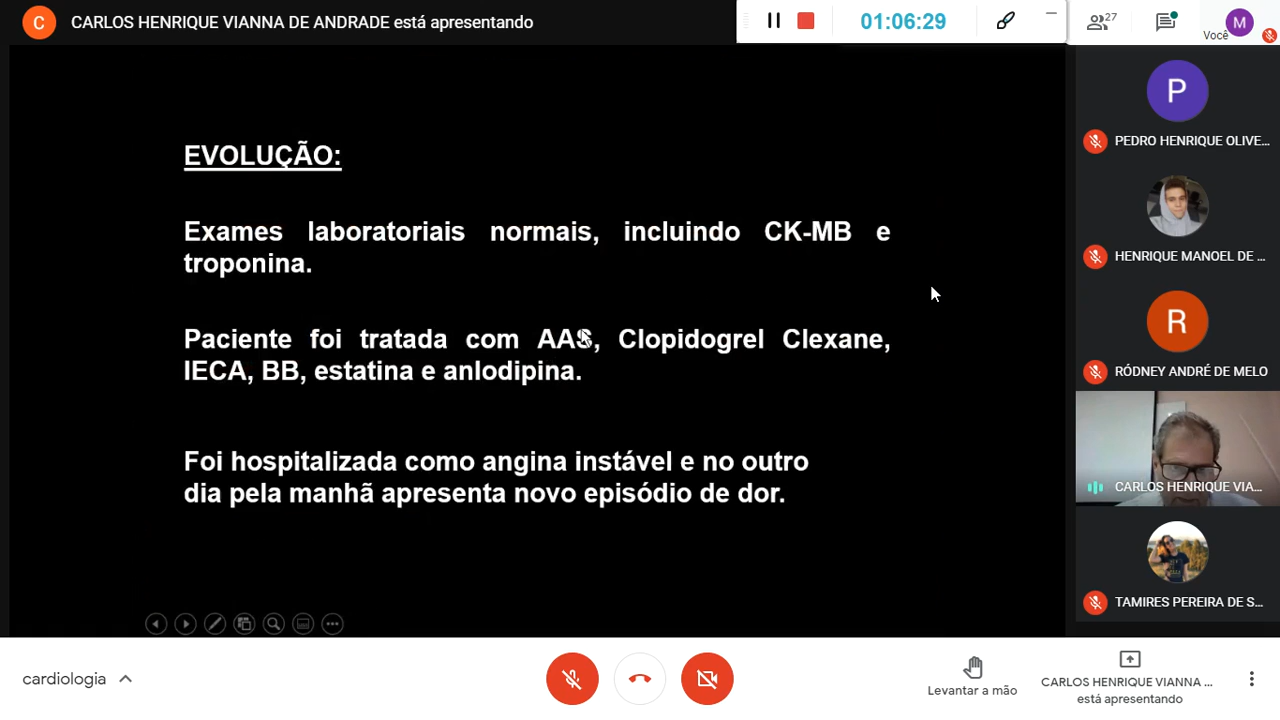 C
CARLOS HENRIQUE VIANNA DE ANDRADE está apresentando
01:06:29
27
M
Você
EVOLUÇÃO:
Exames laboratoriais normais, incluindo CK-MB e
troponina.
Paciente foi tratada com AAS, Clopidogrel Clexane,
IECA, BB, estatina e anlodipina.
Foi hospitalizada como angina instável e no outro
dia pela manhã apresenta novo episódio de dor.
P
PEDRO HENRIQUE OLIVE...
HENRIQUE MANOEL DE ...
R
RÓDNEY ANDRÉ DE MELO
CARLOS HENRIQUE VIA...
TAMIRES PEREIRA DE S...
cardiologia
Levantar a mão
CARLOS HENRIQUE VIANNA ...
está apresentando